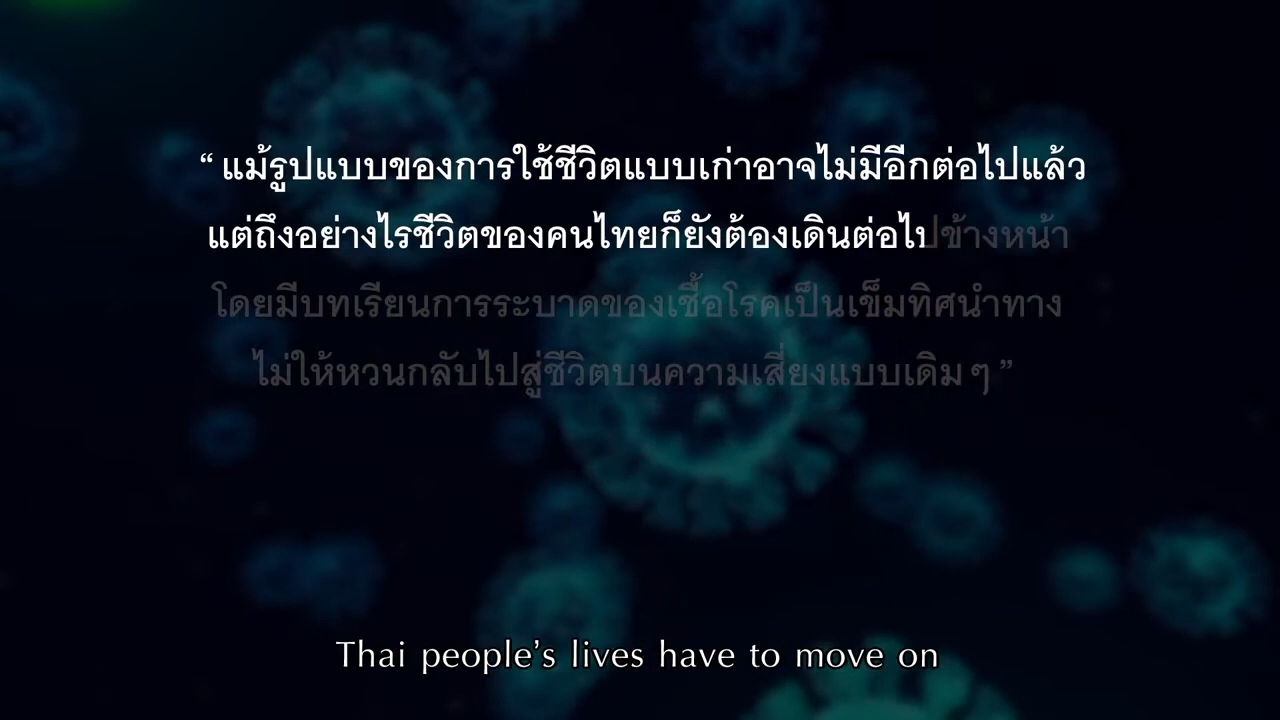 “ แม้รูปแบบของการใช้ชีวิตแบบเก่าอาจไม่มีอีกต่อไปแล้ว
แต่ถึงอย่างไรชีวิตของคนไทยก็ยังต้องเดินต่อไปข้างหน้า
โดยมีบทเรียนการระบาดของเชื้อโรคเป็นเข็มทิศนำทาง
ไม่ให้หวนกลับไปสู่ชีวิตบนความเสี่ยงแบบเดิม ๆ ”
Thai people’s lives have to move on